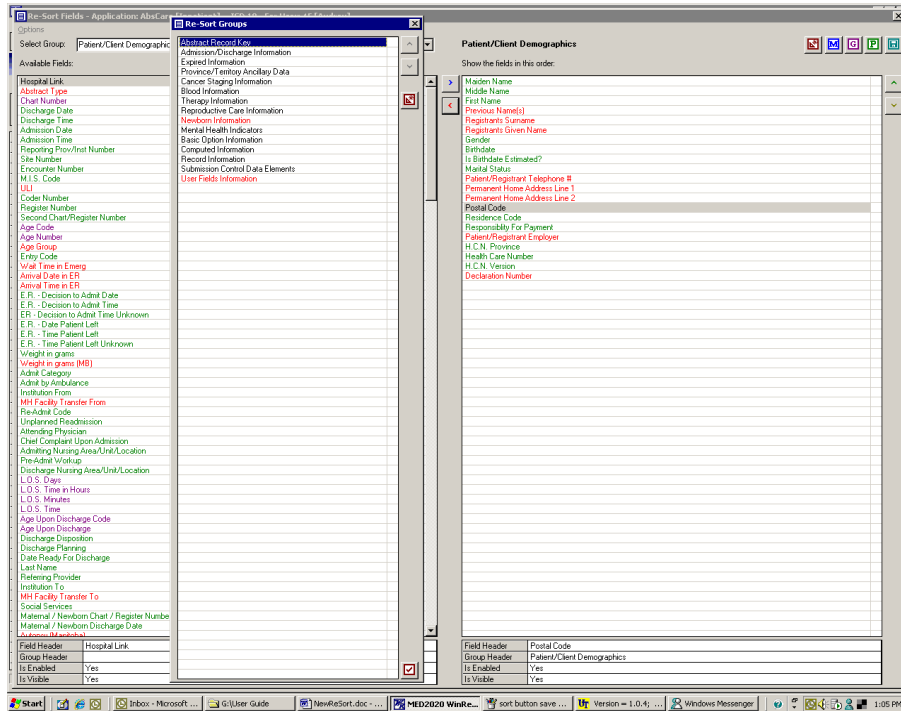 Re-Sort Fields - Application: AbsCare
Re-Sort Groups
Options
Select Group:
Patient/Client Demographic
Available Fields:
Hospital Link
Abstract Type
Chart Number
Discharge Date
Discharge Time
Admission Date
Admission Time
Reporting Prov/Inst Number
Site Number
Encounter Number
M.I.S. Code
ULI
Coder Number
Register Number
Second Chart/Register Number
Age Code
Age Number
Age Group
Entry Code
Wait Time in Emerg
Arrival Date in ER
Arrival Time in ER
E.R. - Decision to Admit Date
E.R. - Decision to Admit Time
ER - Decision to Admit Time Unknown
E.R. - Date Patient Left
E.R. - Time Patient Left
E.R. - Time Patient Left Unknown
Weight in grams
Weight in grams (MB)
Admit Category
Admit by Ambulance
Institution From
MH Facility Transfer From
Re-Admit Code
Unplanned Readmission
Attending Physician
Chief Complaint Upon Admission
Admitting Nursing Area/Unit/Location
Pre-Admit Workup
Discharge Nursing Area/Unit/Location
L.O.S. Days
L.O.S. Time in Hours
L.O.S. Minutes
L.O.S. Time
Age Upon Discharge Code
Age Upon Discharge
Discharge Disposition
Discharge Planning
Date Ready For Discharge
Last Name
Referring Provider
Institution To
MH Facility Transfer To
Social Services
Maternal / Newborn Chart / Register Numbe
Maternal / Newborn Discharge Date
Autopsy (Manitoba)
Field Header Hospital Link
Group Header
Is Enabled Yes
Is Visible Yes
Abstract Record Key
Admission/Discharge Information
Expired Information
Province/Territory Ancillary Data
Cancer Staging Information
Blood Information
Therapy Information
Reproductive Care Information
Newborn Information
Mental Health Indicators
Basic Option Information
Computed Information
Record Information
Submission Control Data Elements
User Fields Information
Patient/Client Demographics
M G P H
Show the fields in this order:
Maiden Name
Middle Name
First Name
Previous Name(s)
Registrants Surname
Registrants Given Name
Gender
Birthdate
Is Birthdate Estimated?
Marital Status
Patient/Registrant Telephone #
Permanent Home Address Line 1
Permanent Home Address Line 2
Postal Code
Residence Code
Responsiblity For Payment
Patient/Registrant Employer
H.C.N. Province
Health Care Number
H.C.N. Version
Declaration Number
Field Header Postal Code
Group Header Patient/Client Demographics
Is Enabled Yes
Is Visible Yes
Start Inbox - Microsoft ... G:\User Guide NewReSort.doc - ... MED2020 WinRe... sort button save ... Version = 1.0.4; ... Windows Messenger 1:05 PM